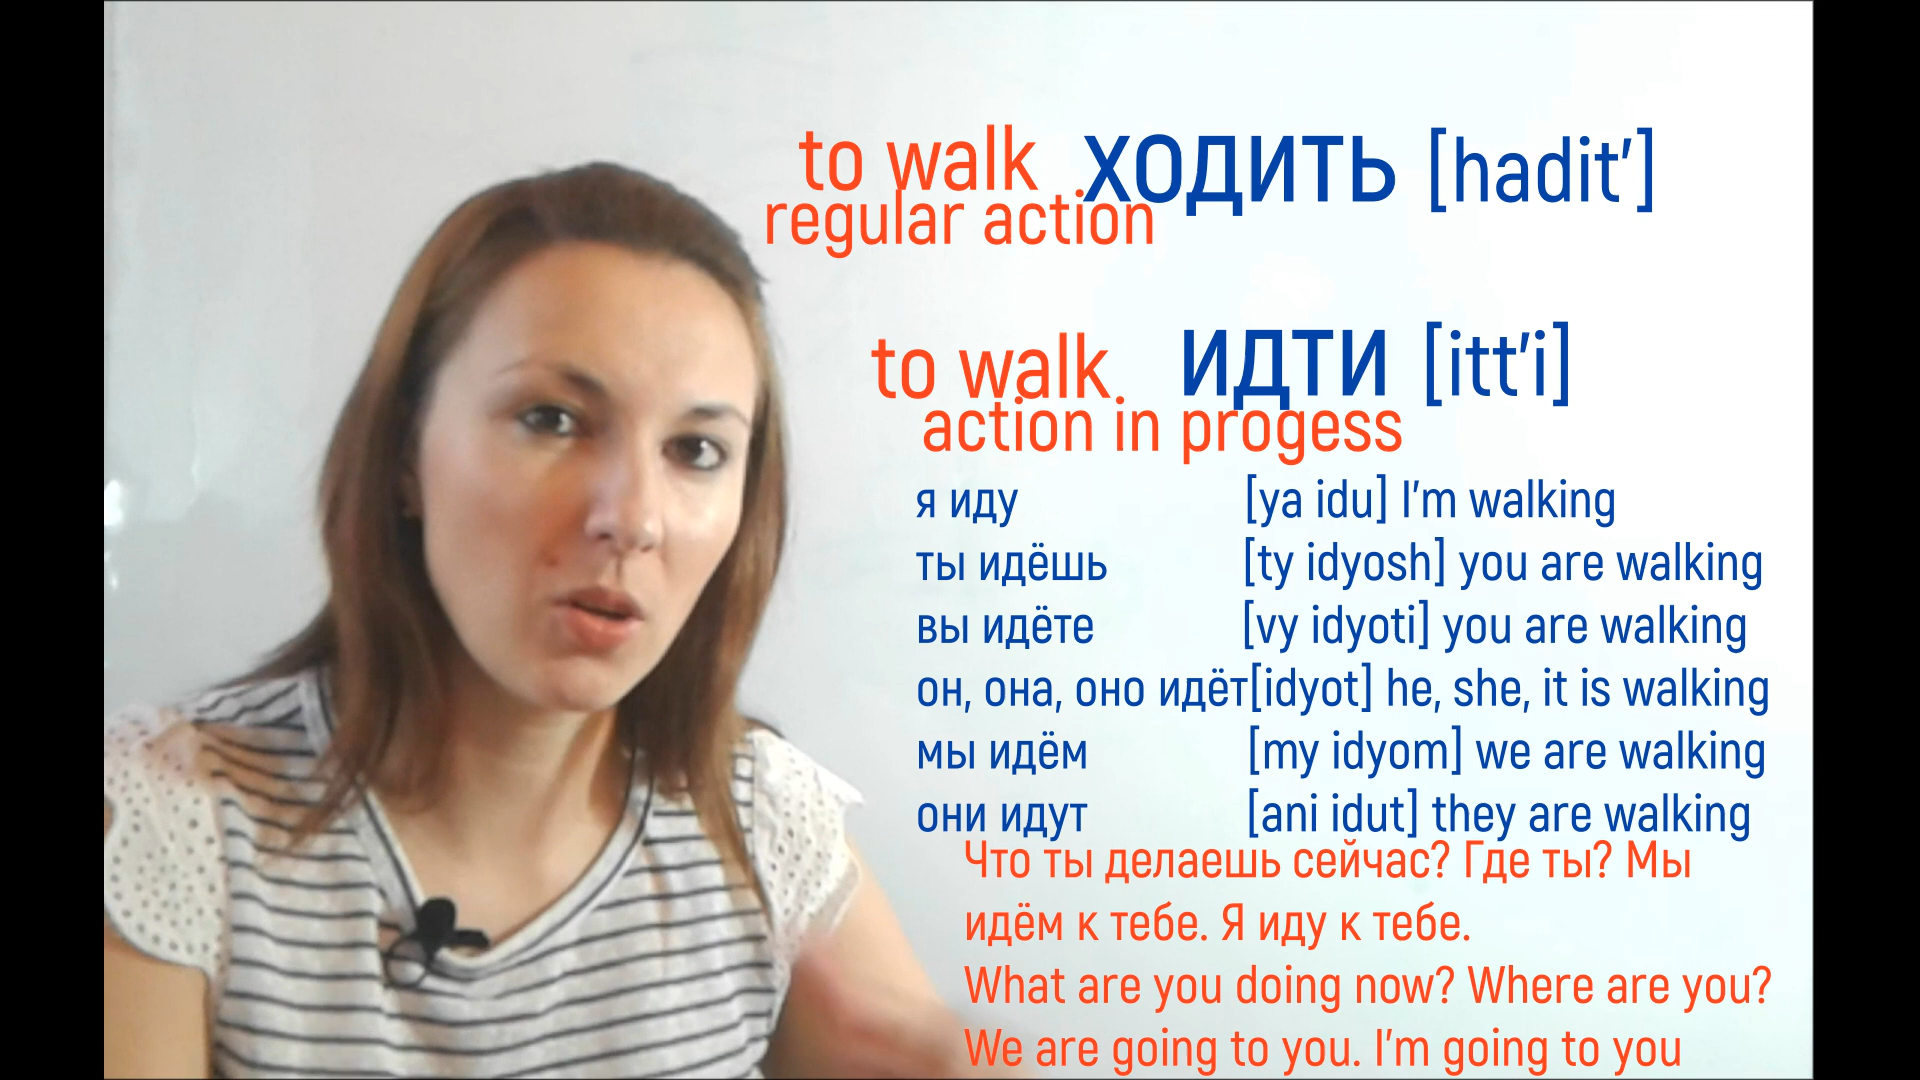 to walk ХОДИТЬ [hadit']
regular action
to walk ИДТИ [itt'i]
action in progess
я иду [ya idu] I'm walking
ты идёшь [ty idyosh] you are walking
вы идёте [vy idyoti] you are walking
он, она, оно идёт[idyot] he, she, it is walking
мы идём [my idyom] we are walking
они идут [ani idut] they are walking
Что ты делаешь сейчас? Где ты? Мы
идём к тебе. Я иду к тебе.
What are you doing now? Where are you?
We are going to you. I'm going to you